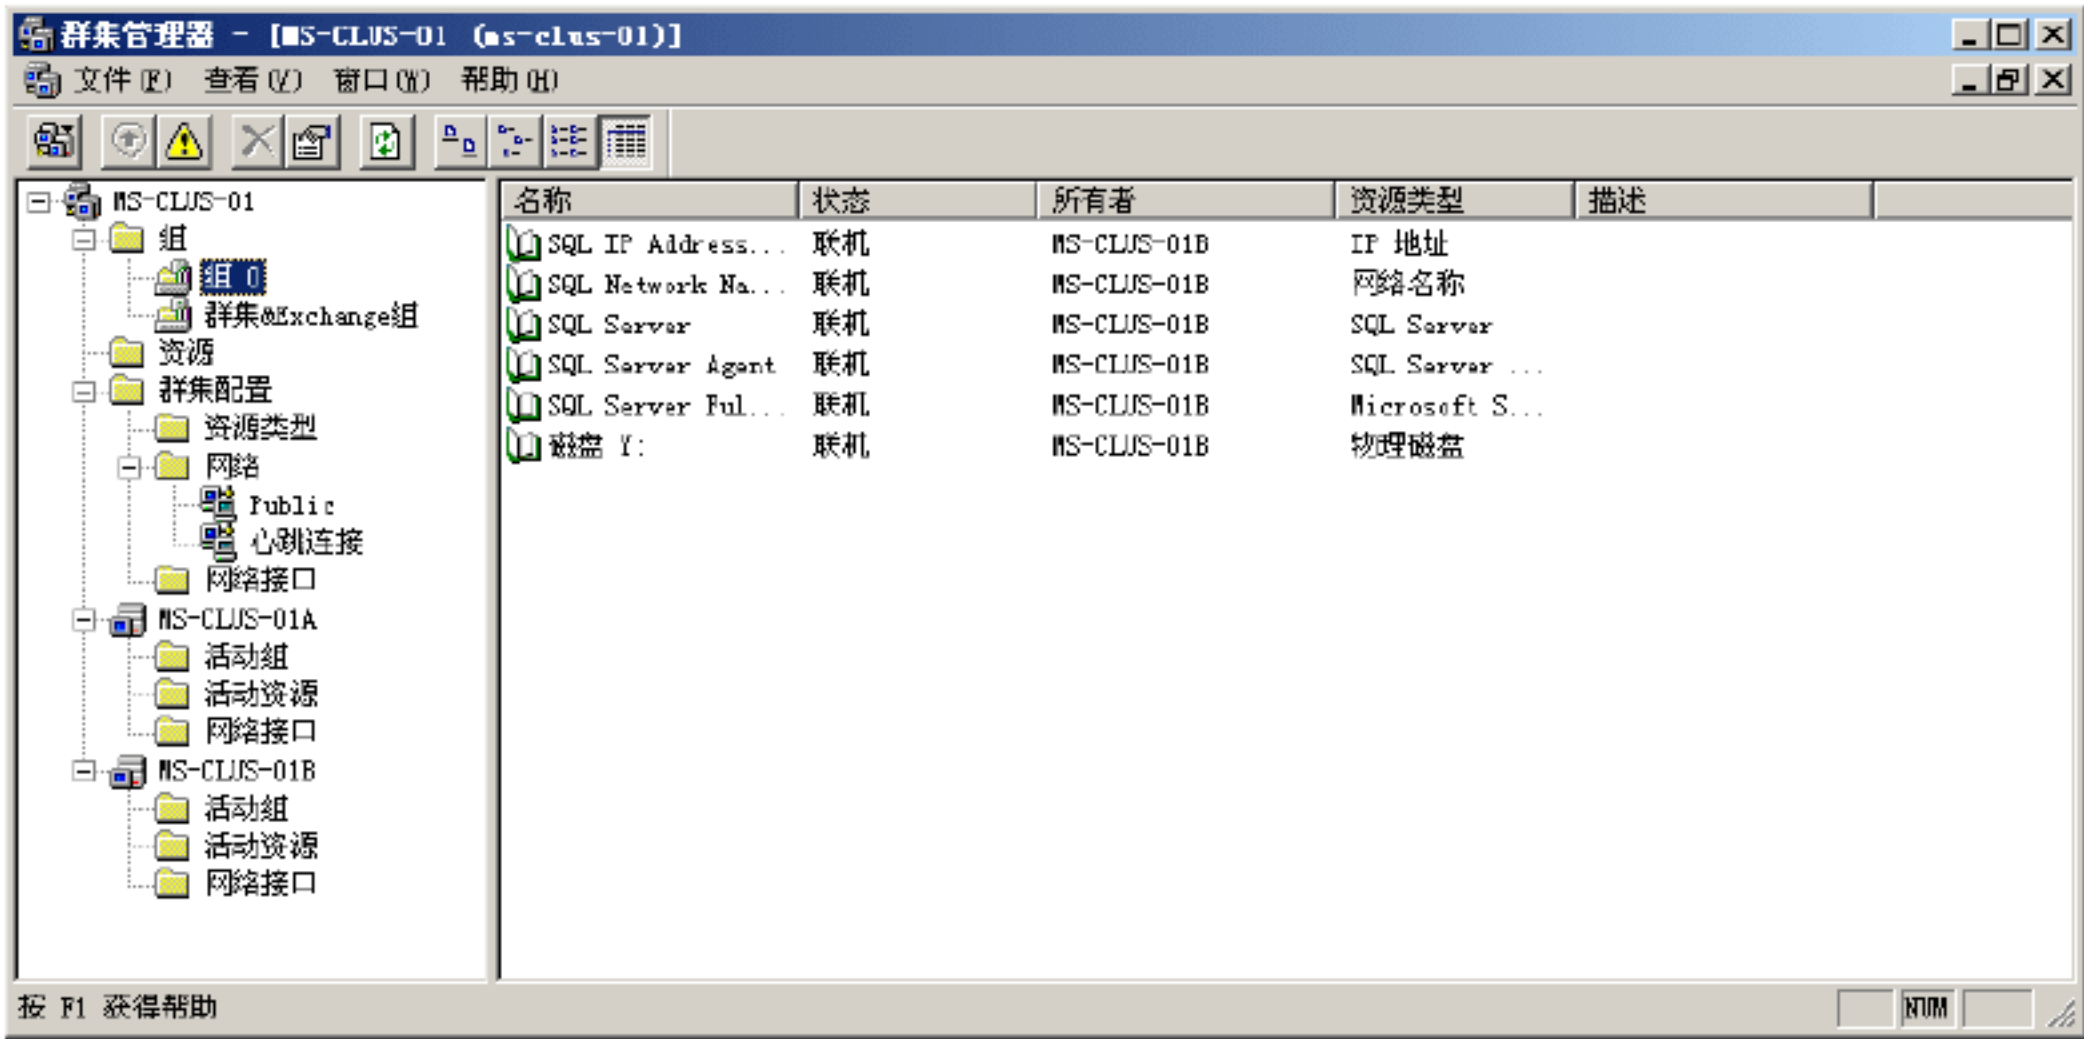 群集管理器 - [MS-CLUS-01 (ms-clus-01)]
文件(F) 查看(V) 窗口(W) 帮助(H)
MS-CLUS-01
组
组 0
群集&Exchange组
资源
群集配置
资源类型
网络
Public
心跳连接
网络接口
MS-CLUS-01A
活动组
活动资源
网络接口
MS-CLUS-01B
活动组
活动资源
网络接口
名称 状态 所有者 资源类型 描述
SQL IP Address... 联机 MS-CLUS-01B IP 地址
SQL Network Na... 联机 MS-CLUS-01B 网络名称
SQL Server 联机 MS-CLUS-01B SQL Server
SQL Server Agent 联机 MS-CLUS-01B SQL Server ...
SQL Server Ful... 联机 MS-CLUS-01B Microsoft S...
磁盘 Y: 联机 MS-CLUS-01B 物理磁盘
按 F1 获得帮助
NUM